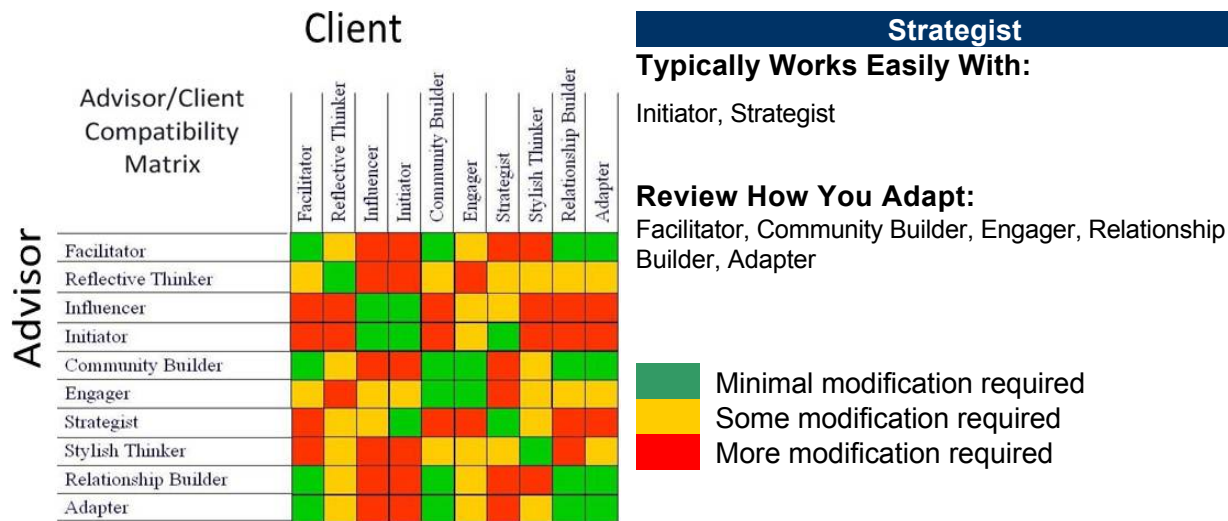 Client
Advisor/Client
Compatibility
Matrix
Facilitator
Reflective Thinker
Influencer
Initiator
Community Builder
Engager
Strategist
Stylish Thinker
Relationship Builder
Adapter
Advisor
Facilitator
Reflective Thinker
Influencer
Initiator
Community Builder
Engager
Strategist
Stylish Thinker
Relationship Builder
Adapter
Strategist
Typically Works Easily With:
Initiator, Strategist
Review How You Adapt:
Facilitator, Community Builder, Engager, Relationship
Builder, Adapter
Minimal modification required
Some modification required
More modification required